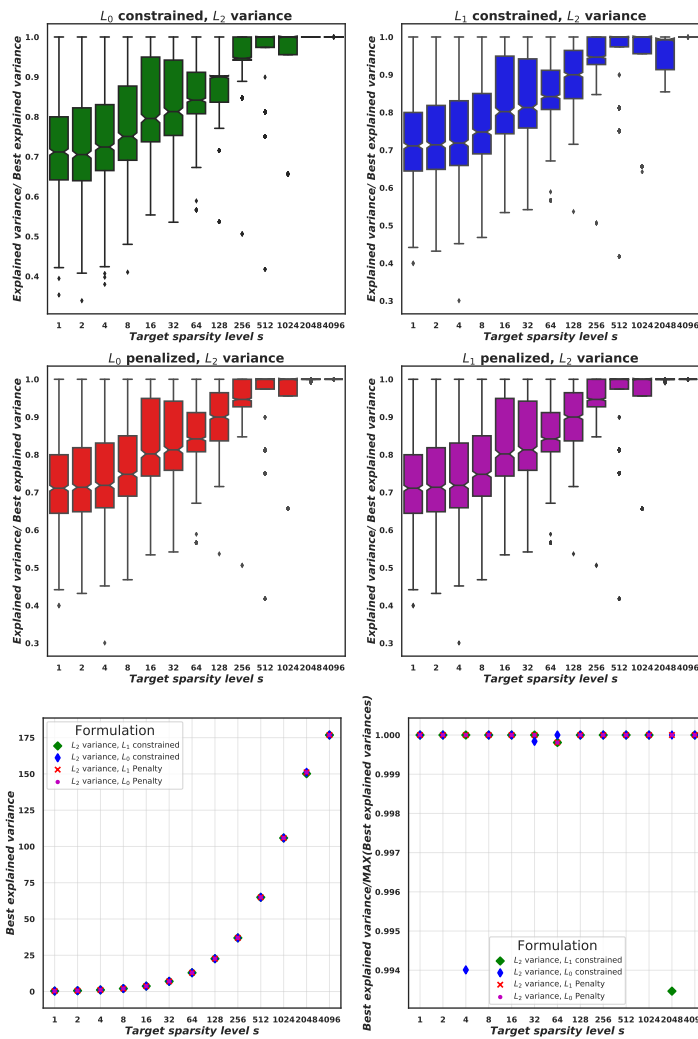 L₀ constrained, L₂ variance
Explained variance/ Best explained variance
1.0
0.9
0.8
0.7
0.6
0.5
0.4
1 2 4 8 16 32 64 128 256 512 1024 2048 4096
Target sparsity level s
L₁ constrained, L₂ variance
Explained variance/ Best explained variance
1.0
0.9
0.8
0.7
0.6
0.5
0.4
0.3
1 2 4 8 16 32 64 128 256 512 1024 2048 4096
Target sparsity level s
L₀ penalized, L₂ variance
Explained variance/ Best explained variance
1.0
0.9
0.8
0.7
0.6
0.5
0.4
0.3
1 2 4 8 16 32 64 128 256 512 1024 2048 4096
Target sparsity level s
L₁ penalized, L₂ variance
Explained variance/ Best explained variance
1.0
0.9
0.8
0.7
0.6
0.5
0.4
0.3
1 2 4 8 16 32 64 128 256 512 1024 2048 4096
Target sparsity level s
Best explained variance
175
150
125
100
75
50
25
0
Formulation
L₂ variance, L₁ constrained
L₂ variance, L₀ constrained
L₂ variance, L₁ Penalty
L₂ variance, L₀ Penalty
1 2 4 8 16 32 64 128 256 512 1024 2048 4096
Target sparsity level s
Best explained variance/MAX(Best explained variances)
1.000
0.999
0.998
0.997
0.996
0.995
0.994
Formulation
L₂ variance, L₁ constrained
L₂ variance, L₀ constrained
L₂ variance, L₁ Penalty
L₂ variance, L₀ Penalty
1 2 4 8 16 32 64 128 256 512 1024 2048 409
Target sparsity level s